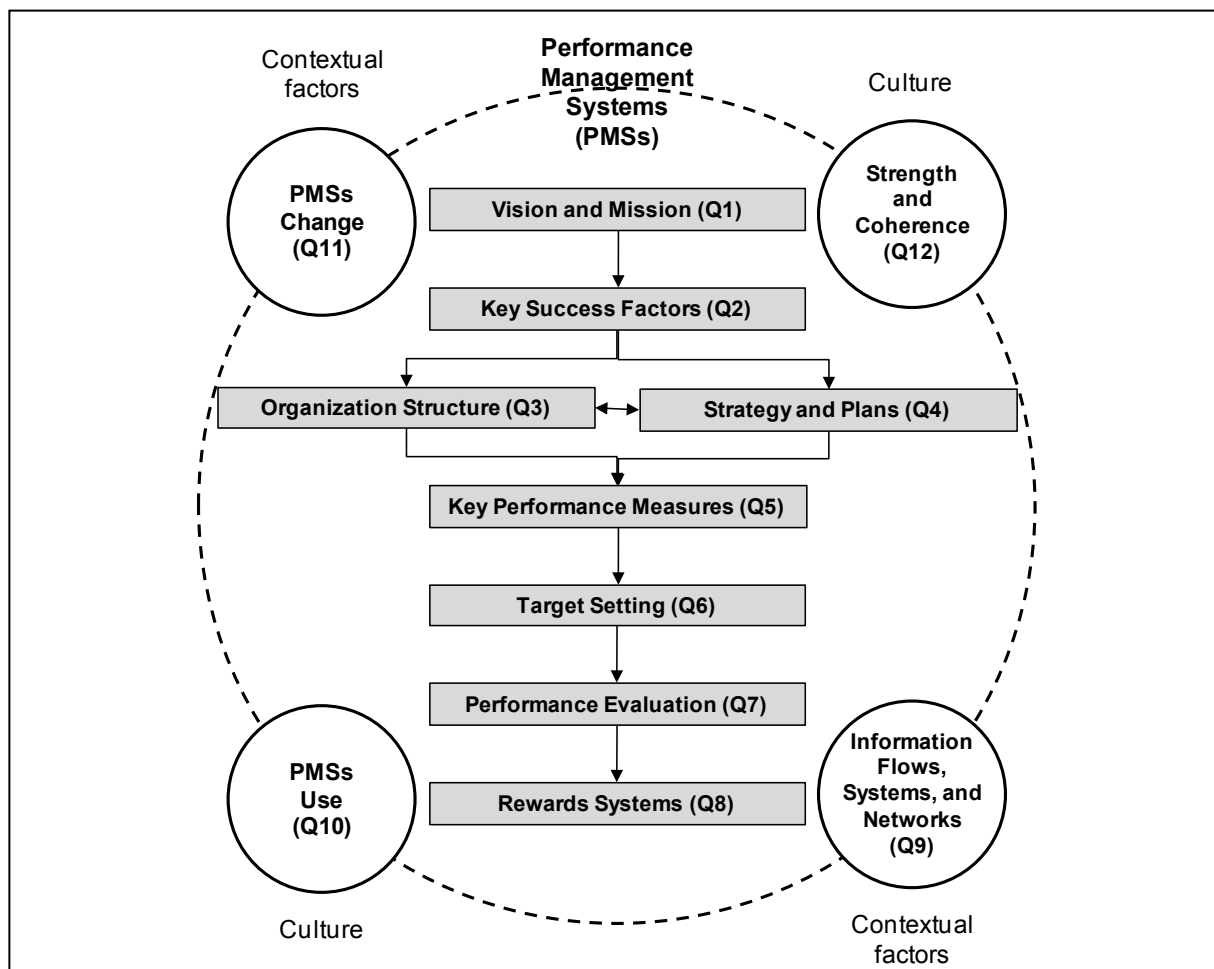 Contextual
factors
Performance
Management
Systems
(PMSs)
Culture
PMSs
Change
(Q11)
Strength
and
Coherence
(Q12)
Vision and Mission (Q1)
Key Success Factors (Q2)
Organization Structure (Q3)
Strategy and Plans (Q4)
Key Performance Measures (Q5)
Target Setting (Q6)
Performance Evaluation (Q7)
Rewards Systems (Q8)
PMSs
Use
(Q10)
Information
Flows,
Systems, and
Networks
(Q9)
Culture
Contextual
factors